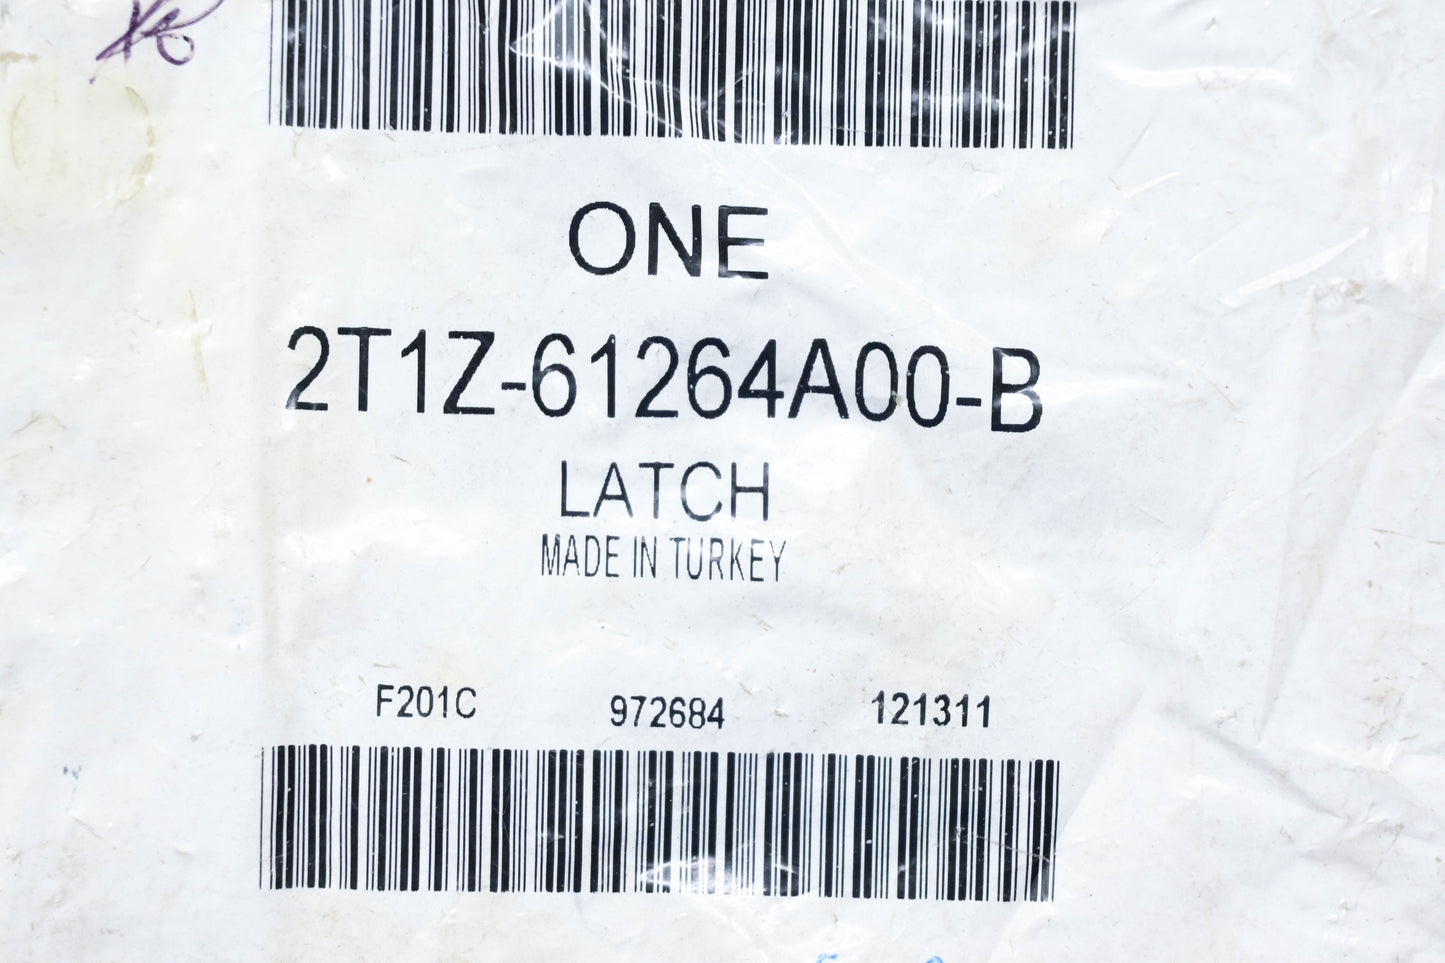 ONE
2T1Z-61264A00-B
LATCH
MADE IN TURKEY
F201C 972684 121311